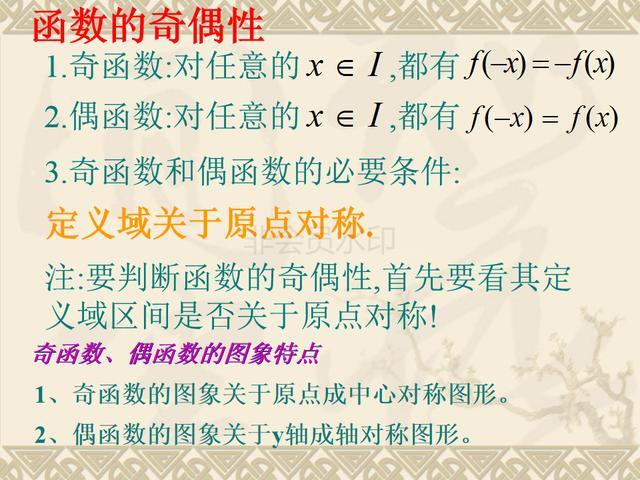 函数的奇偶性
1.奇函数:对任意的 x ∈ I ,都有 f(-x)=-f(x)
2.偶函数:对任意的 x ∈ I ,都有 f(-x) = f(x)
3.奇函数和偶函数的必要条件:
定义域关于原点对称.
非会员水印
注:要判断函数的奇偶性,首先要看其定
义域区间是否关于原点对称!
奇函数、偶函数的图象特点
1、奇函数的图象关于原点成中心对称图形。
2、偶函数的图象关于y轴成轴对称图形。